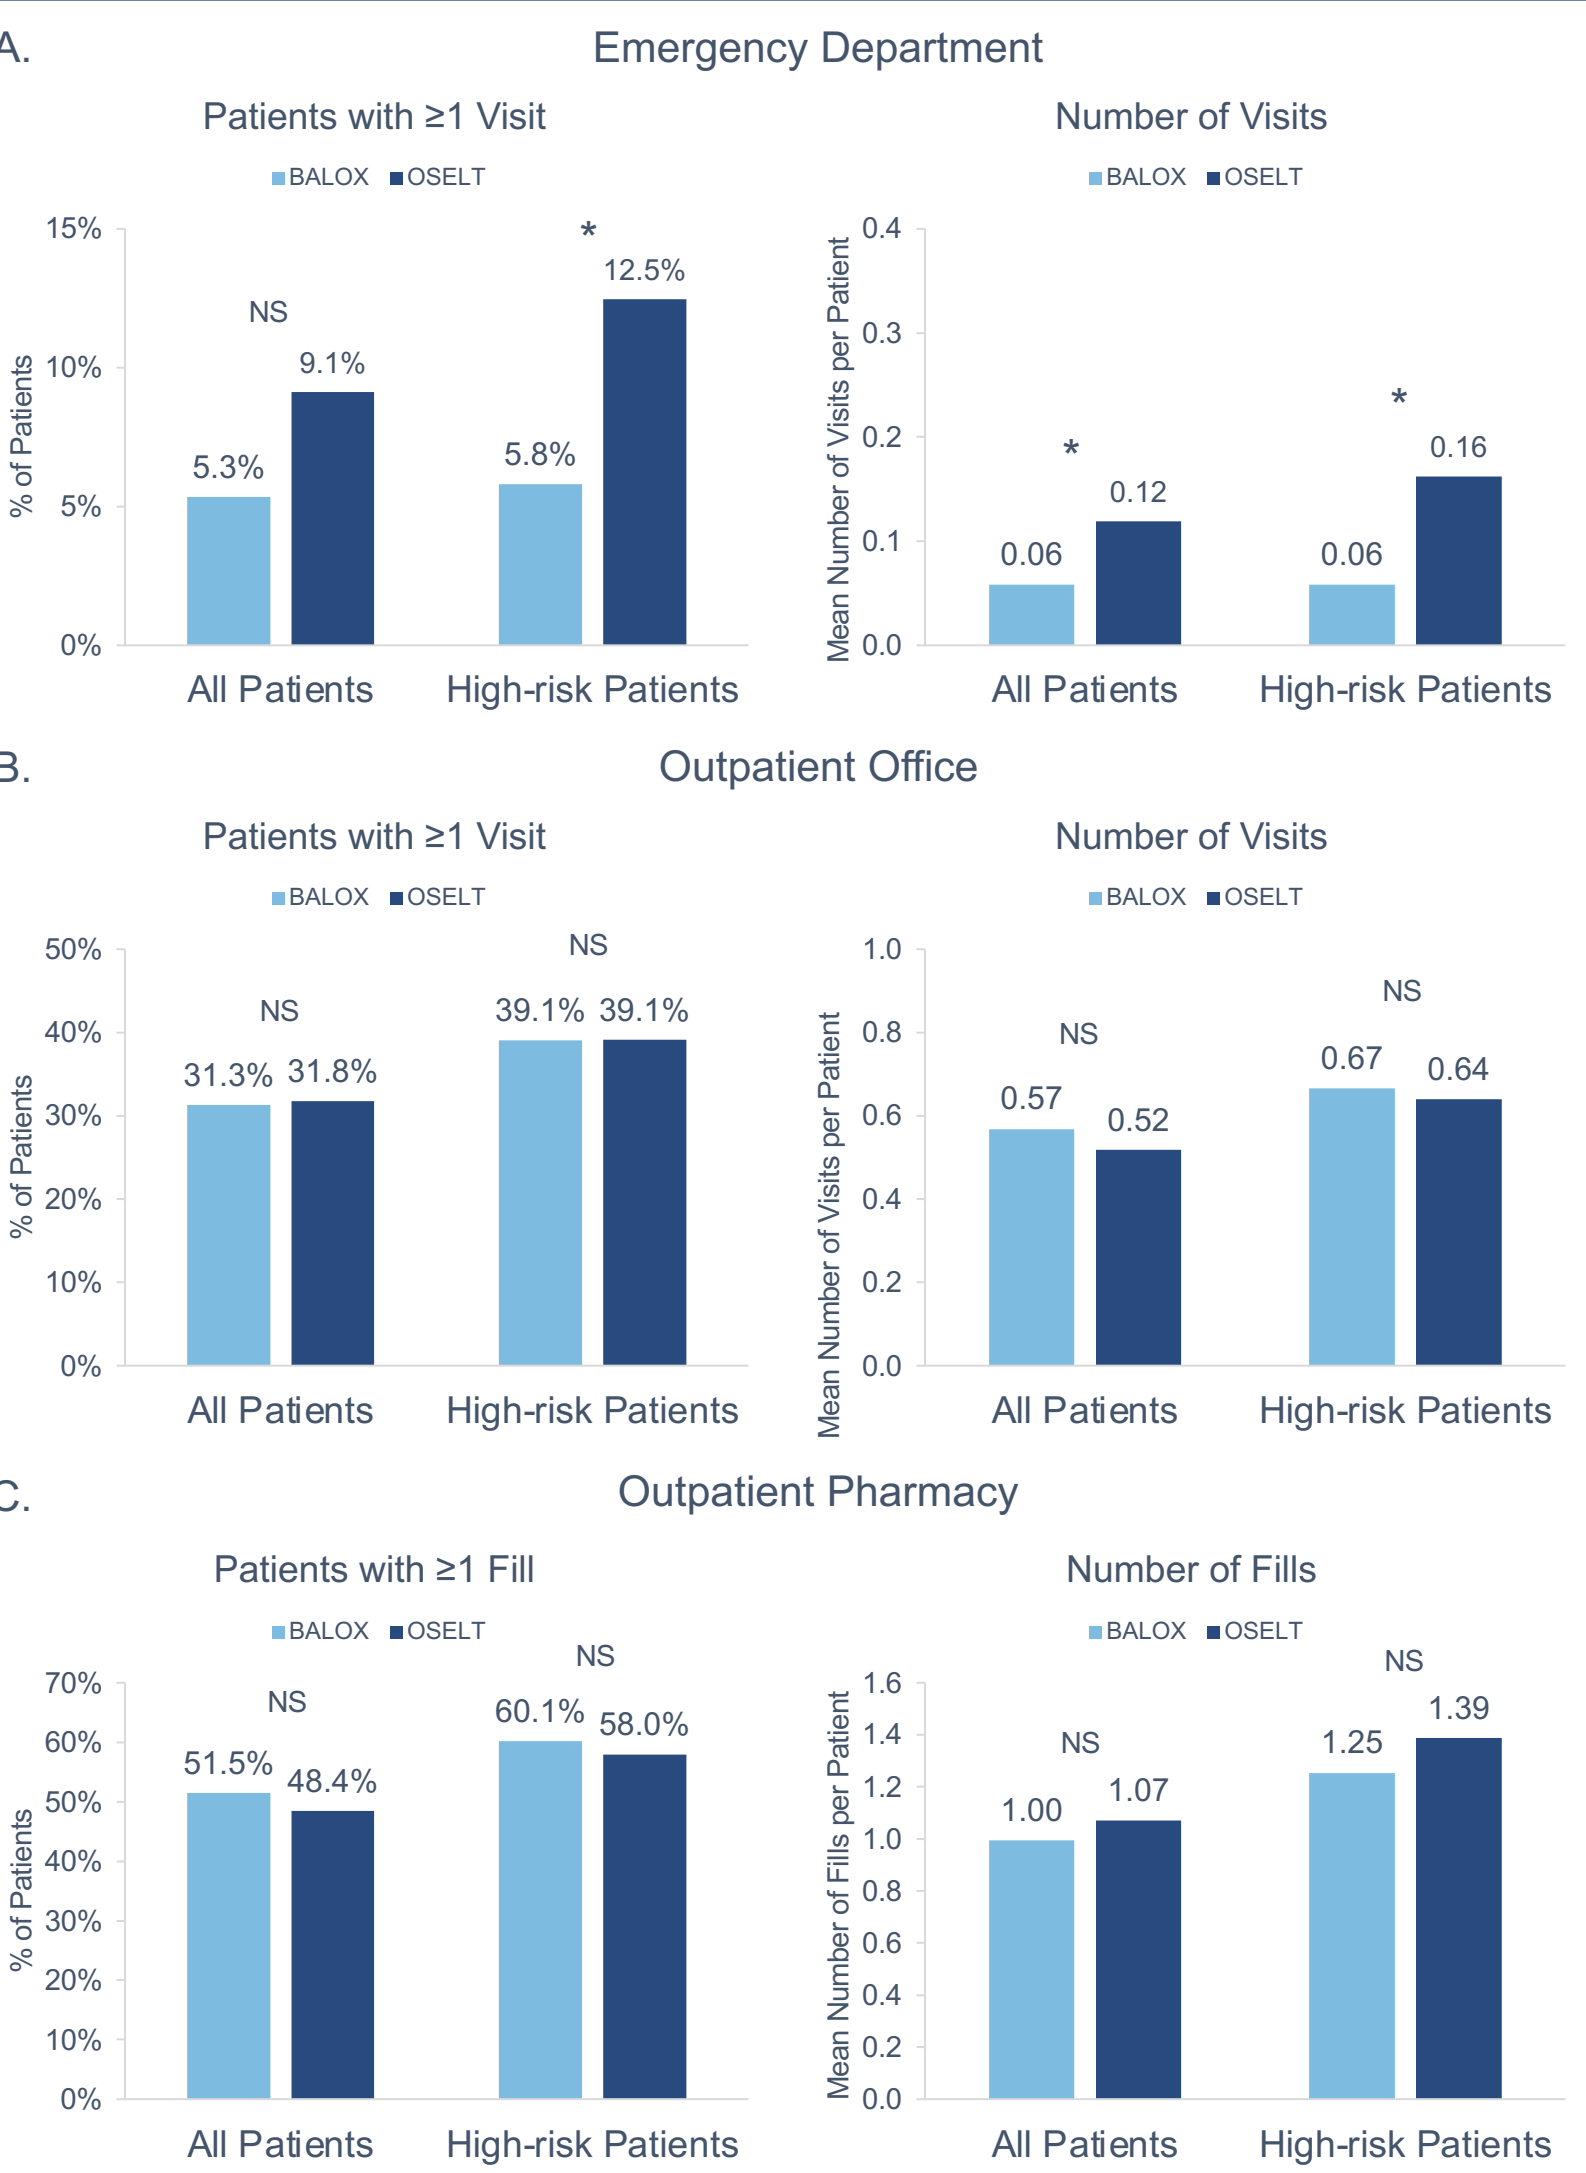 A.
Emergency Department
Patients with ≥1 Visit
BALOX OSELT
% of Patients
15%
10%
5%
0%
NS
*
5.3%
9.1%
5.8%
12.5%
All Patients
High-risk Patients
Number of Visits
BALOX OSELT
Mean Number of Visits per Patient
0.4
0.3
0.2
0.1
0.0
*
*
0.06
0.12
0.06
0.16
All Patients
High-risk Patients
B.
Outpatient Office
Patients with ≥1 Visit
BALOX OSELT
% of Patients
50%
40%
30%
20%
10%
0%
NS
NS
31.3%
31.8%
39.1%
39.1%
All Patients
High-risk Patients
Number of Visits
BALOX OSELT
Mean Number of Visits per Patient
1.0
0.8
0.6
0.4
0.2
0.0
NS
NS
0.57
0.52
0.67
0.64
All Patients
High-risk Patients
C.
Outpatient Pharmacy
Patients with ≥1 Fill
BALOX OSELT
% of Patients
70%
60%
50%
40%
30%
20%
10%
0%
NS
NS
51.5%
48.4%
60.1%
58.0%
All Patients
High-risk Patients
Number of Fills
BALOX OSELT
Mean Number of Fills per Patient
1.6
1.4
1.2
1.0
0.8
0.6
0.4
0.2
0.0
NS
NS
1.00
1.07
1.25
1.39
All Patients
High-risk Patients